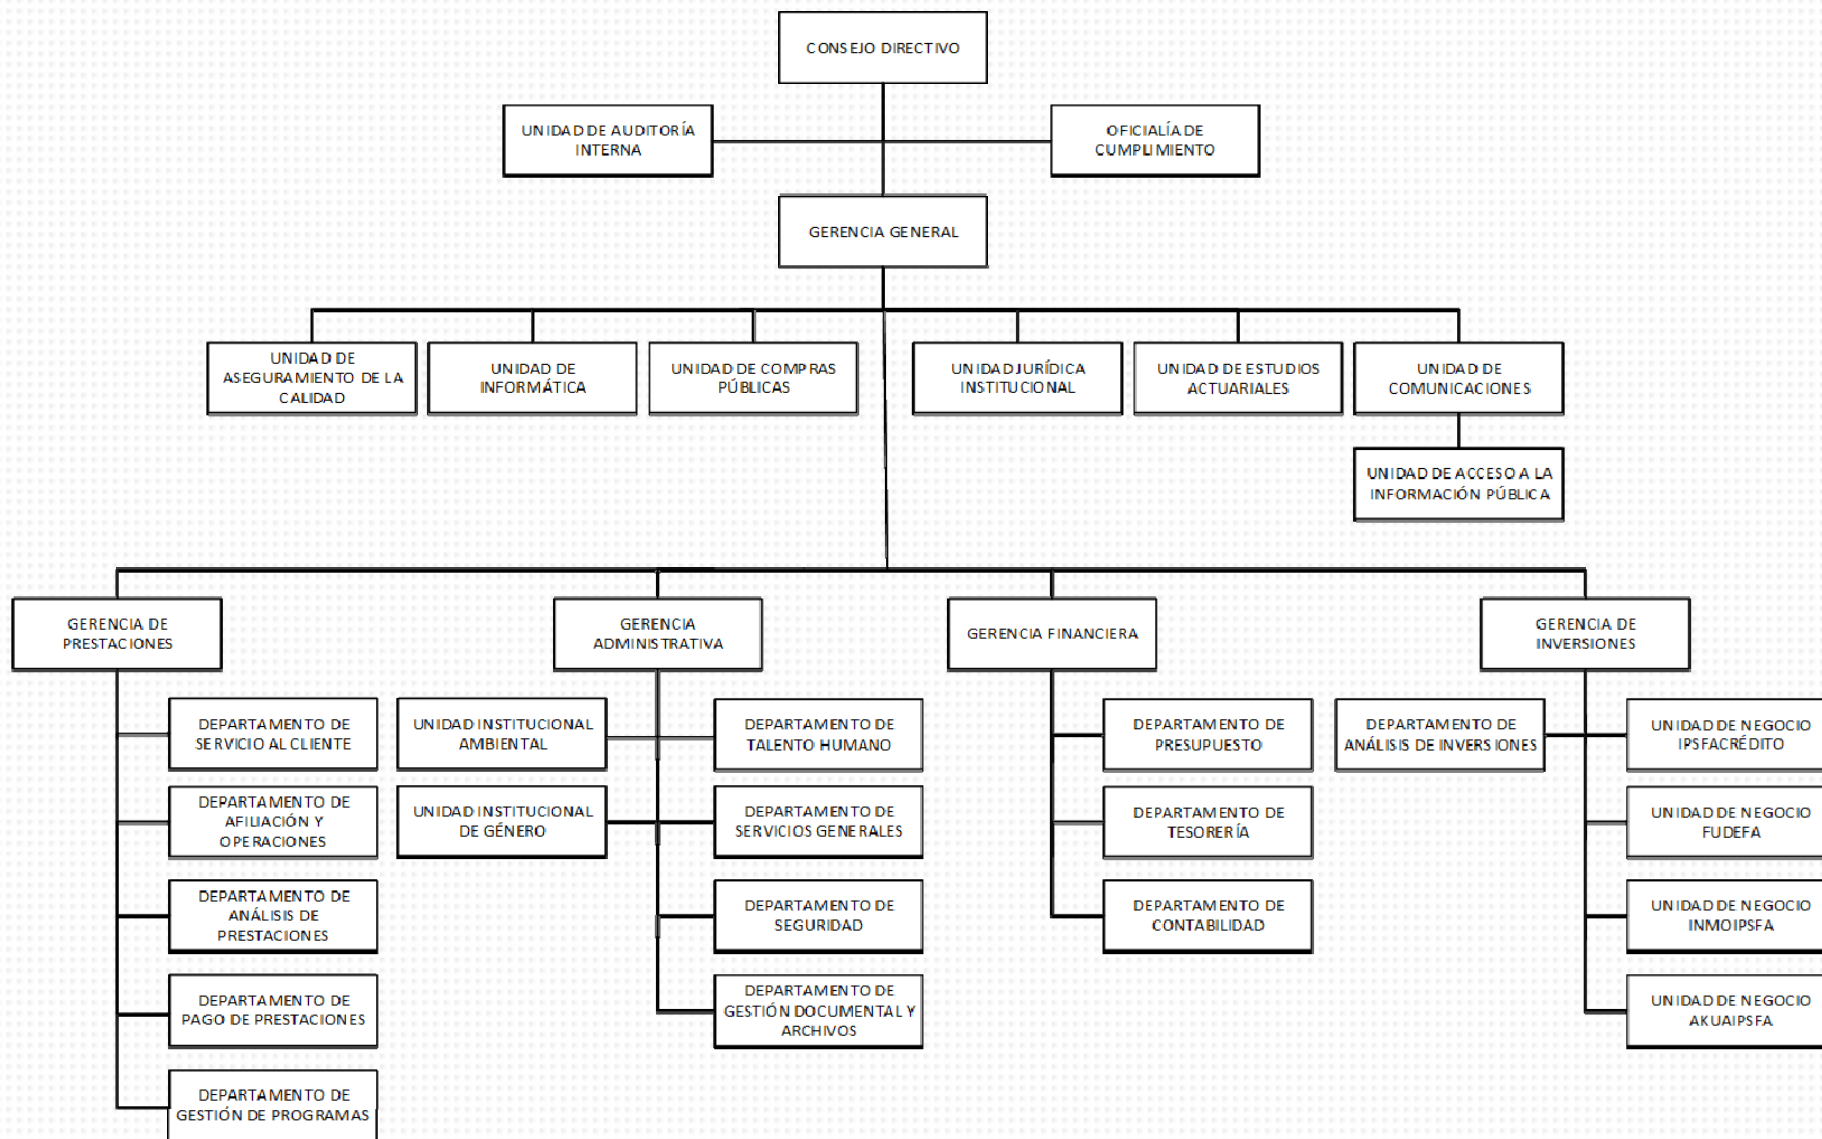 CONSEJO DIRECTIVO
UNIDAD DE AUDITORÍA
INTERNA
OFICIALÍA DE
CUMPLIMIENTO
GERENCIA GENERAL
UNIDAD DE
ASEGURAMIENTO DE LA
CALIDAD
UNIDAD DE
INFORMÁTICA
UNIDAD DE COMPRAS
PÚBLICAS
UNIDAD JURÍDICA
INSTITUCIONAL
UNIDAD DE ESTUDIOS
ACTUARIALES
UNIDAD DE
COMUNICACIONES
UNIDAD DE ACCESO A LA
INFORMACIÓN PÚBLICA
GERENCIA DE
PRESTACIONES
GERENCIA
ADMINISTRATIVA
GERENCIA FINANCIERA
GERENCIA DE
INVERSIONES
DEPARTAMENTO DE
SERVICIO AL CLIENTE
DEPARTAMENTO DE
AFILIACIÓN Y
OPERACIONES
DEPARTAMENTO DE
ANÁLISIS DE
PRESTACIONES
DEPARTAMENTO DE
PAGO DE PRESTACIONES
DEPARTAMENTO DE
GESTIÓN DE PROGRAMAS
UNIDAD INSTITUCIONAL
AMBIENTAL
UNIDAD INSTITUCIONAL
DE GÉNERO
DEPARTAMENTO DE
TALENTO HUMANO
DEPARTAMENTO DE
SERVICIOS GENERALES
DEPARTAMENTO DE
SEGURIDAD
DEPARTAMENTO DE
GESTIÓN DOCUMENTAL Y
ARCHIVOS
DEPARTAMENTO DE
PRESUPUESTO
DEPARTAMENTO DE
TESORERÍA
DEPARTAMENTO DE
CONTABILIDAD
DEPARTAMENTO DE
ANÁLISIS DE INVERSIONES
UNIDAD DE NEGOCIO
IPSFACRÉDITO
UNIDAD DE NEGOCIO
FUDEFA
UNIDAD DE NEGOCIO
INMOIPSFA
UNIDAD DE NEGOCIO
AKUAIPSFA